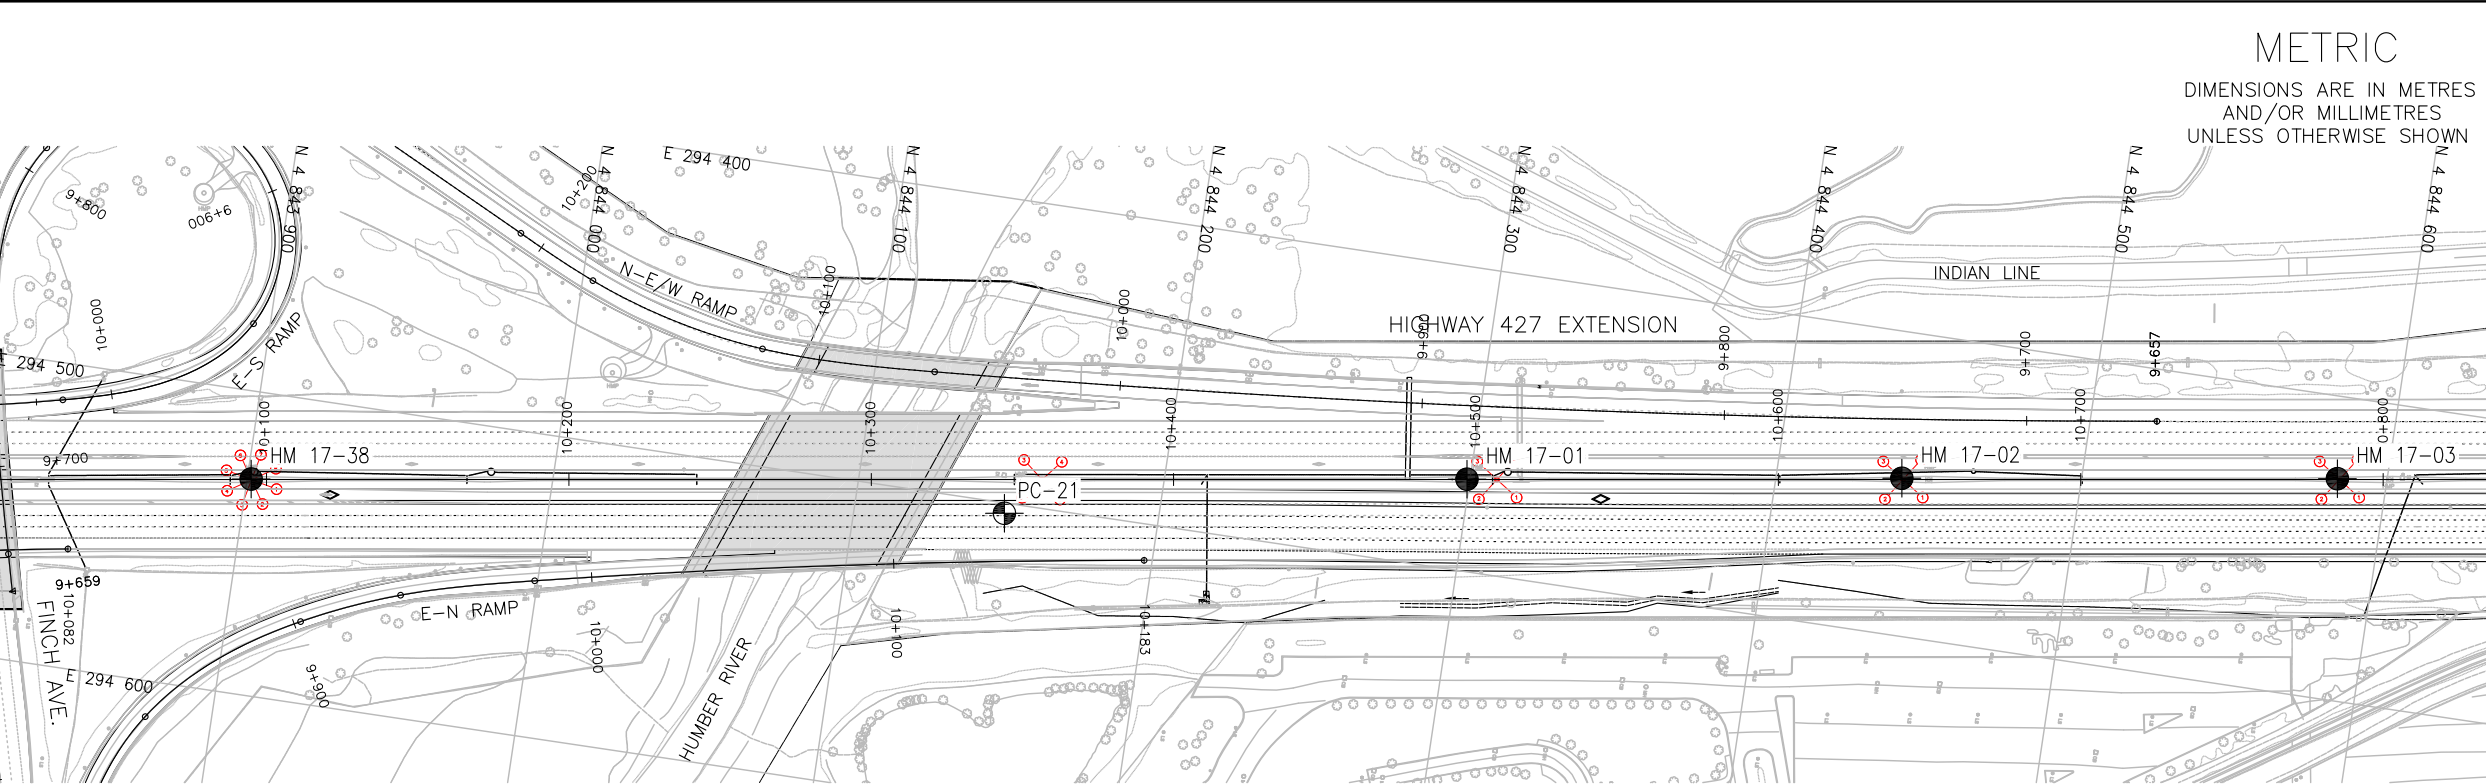 METRIC
DIMENSIONS ARE IN METRES
AND/OR MILLIMETRES
UNLESS OTHERWISE SHOWN
N 4 843 900
N 4 844 000
N 4 844 100
N 4 844 200
N 4 844 300
N 4 844 400
N 4 844 500
N 4 844 600
E 294 400
9+800
9+900
10+200
10+100
N-E/W RAMP
INDIAN LINE
10+000
10+000
E-S RAMP
HIGHWAY 427 EXTENSION
9+900
9+800
9+700
9+657
294 500
10+100
10+200
10+300
10+400
10+500
10+600
10+700
0+800
9+700
HM 17-38
PC-21
HM 17-01
HM 17-02
HM 17-03
9+659
10+082
FINCH AVE.
E-N RAMP
10+000
10+100
10+183
E 294 600
9+900
HUMBER RIVER